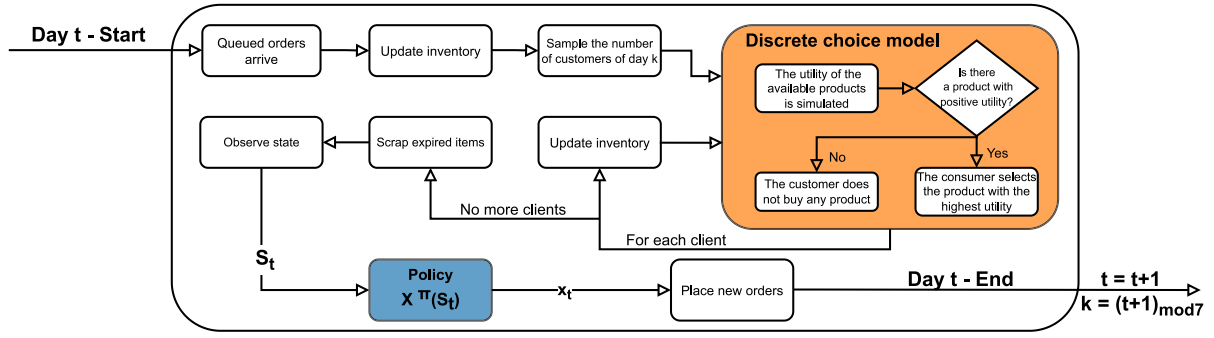 Day t - Start
Queued orders
arrive
Update inventory
Sample the number
of customers of day k
Discrete choice model
The utility of the
available products
is simulated
Is there
a product with
positive utility?
No
Yes
The customer does
not buy any product
The consumer selects
the product with the
highest utility
Observe state
Scrap expired items
Update inventory
No more clients
For each client
St
Policy
X π(St)
xt
Place new orders
Day t - End
t = t+1
k = (t+1)mod7